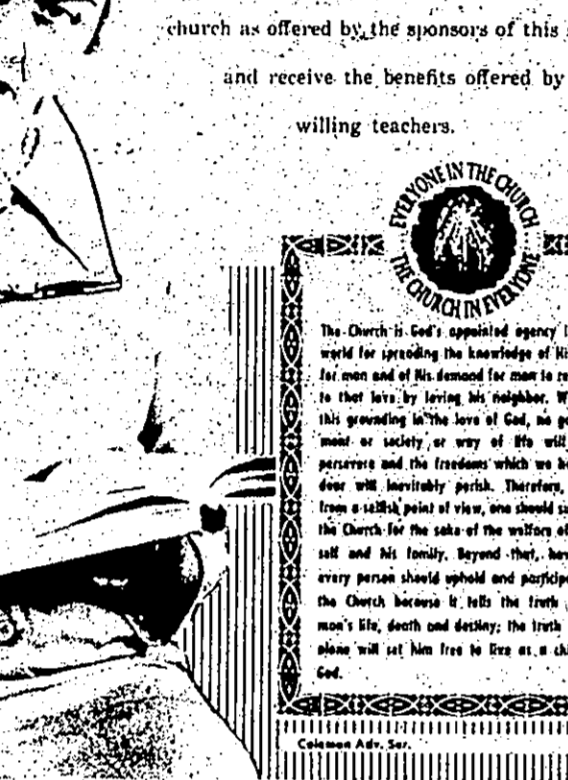 church as offered by the sponsors of this
and receive the benefits offered by
willing teachers.
EVERYONE IN THE CHURCH
THE CHURCH IN EVERYONE
The Church is God's appointed agency
world for spreading the knowledge of
for man and of His demand for man to
to that love by loving his neighbor.
this grounding in the love of God, no
ment or society or way of life will
persevere and the freedoms which we
dear will inevitably perish. Therefore,
from a selfish point of view, one should
the Church for the sake of the welfare of
self and his family. Beyond that,
every person should uphold and
the Church because it tells the truth
man's life, death and destiny; the truth
alone will set him free to live as a
God.
Coleman Adv. Ser.